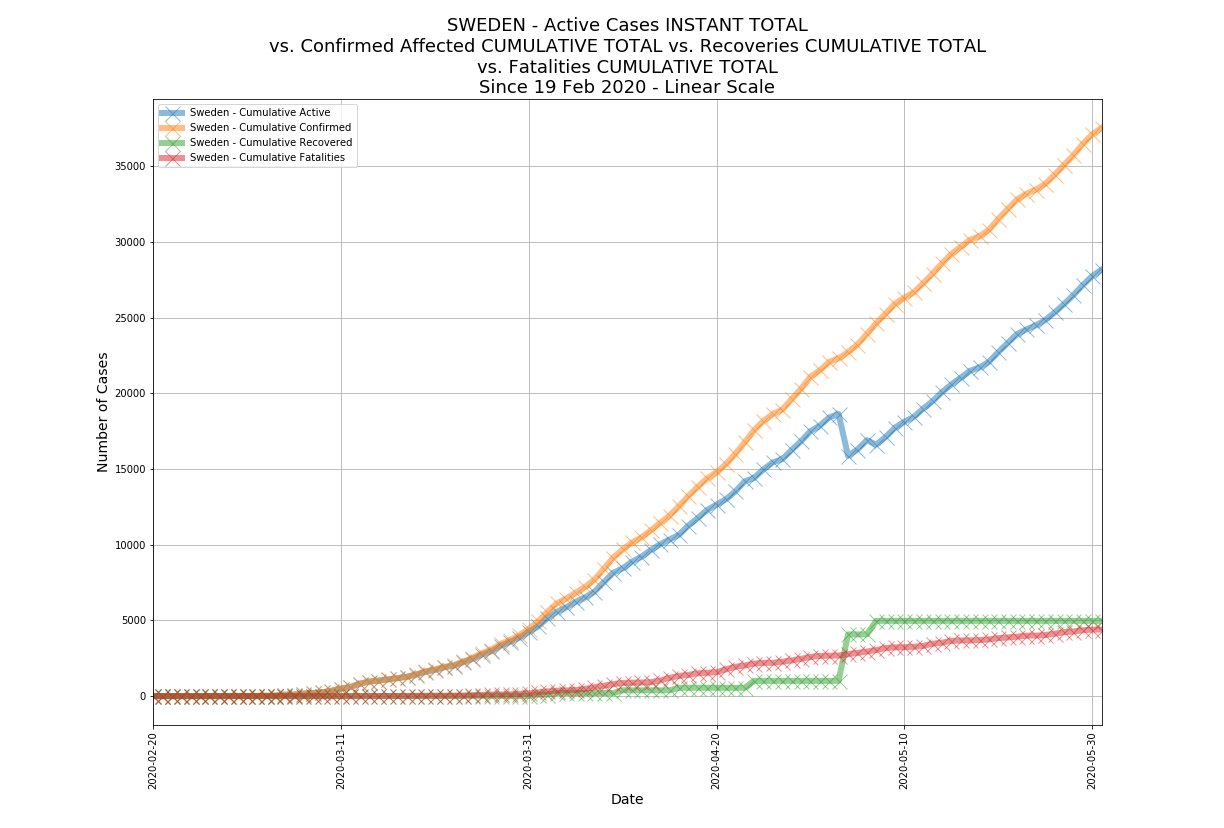 SWEDEN - Active Cases INSTANT TOTAL
vs. Confirmed Affected CUMULATIVE TOTAL vs. Recoveries CUMULATIVE TOTAL
vs. Fatalities CUMULATIVE TOTAL
Since 19 Feb 2020 - Linear Scale
Sweden - Cumulative Active
Sweden - Cumulative Confirmed
Sweden - Cumulative Recovered
Sweden - Cumulative Fatalities
35000
30000
25000
20000
15000
10000
5000
0
Number of Cases
2020-02-20
2020-03-11
2020-03-31
2020-04-20
2020-05-10
2020-05-30
Date